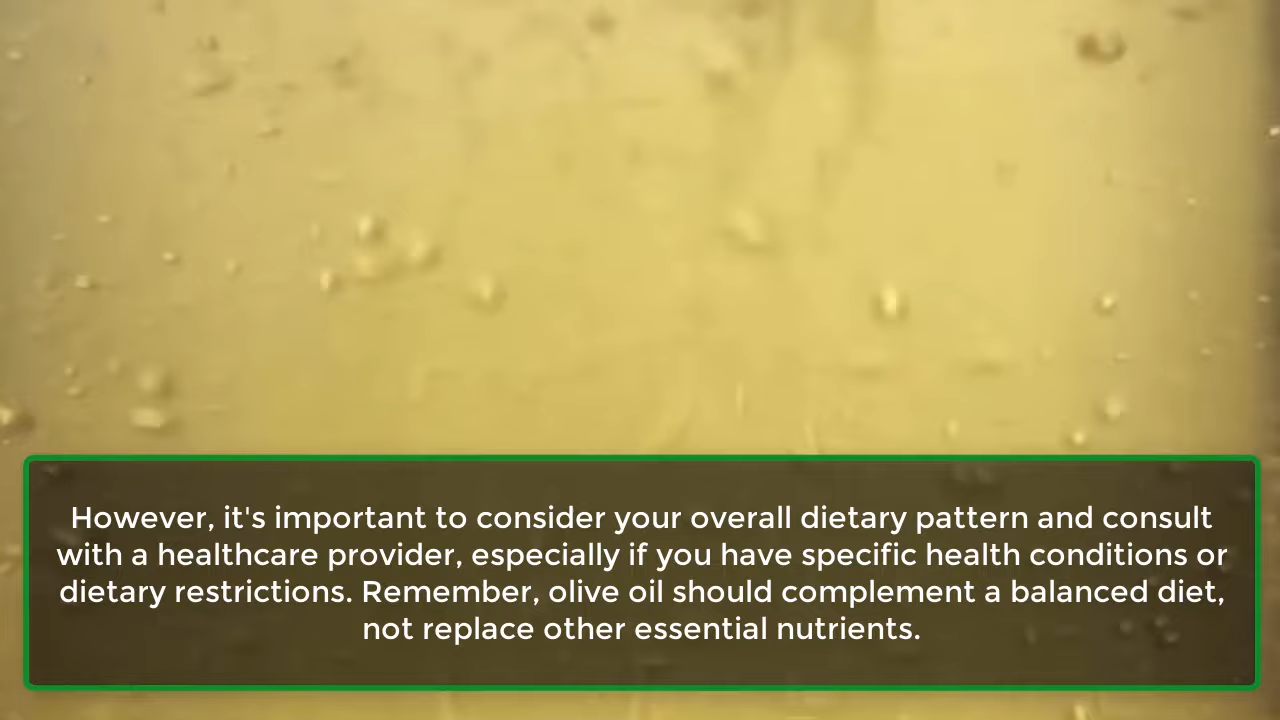 However, it's important to consider your overall dietary pattern and consult
with a healthcare provider, especially if you have specific health conditions or
dietary restrictions. Remember, olive oil should complement a balanced diet,
not replace other essential nutrients.